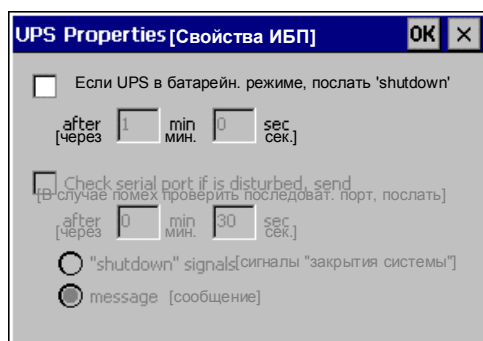 UPS Properties [Свойства ИБП] OK ×
Если UPS в батарейн. режиме, послать 'shutdown'
after 1 min 0 sec
[через мин. сек.]
Check serial port if is disturbed, send
[В случае помех проверить последоват. порт, послать]
after 0 min 30 sec
[через мин. сек.]
"shutdown" signals [сигналы "закрытия системы"]
message [сообщение]